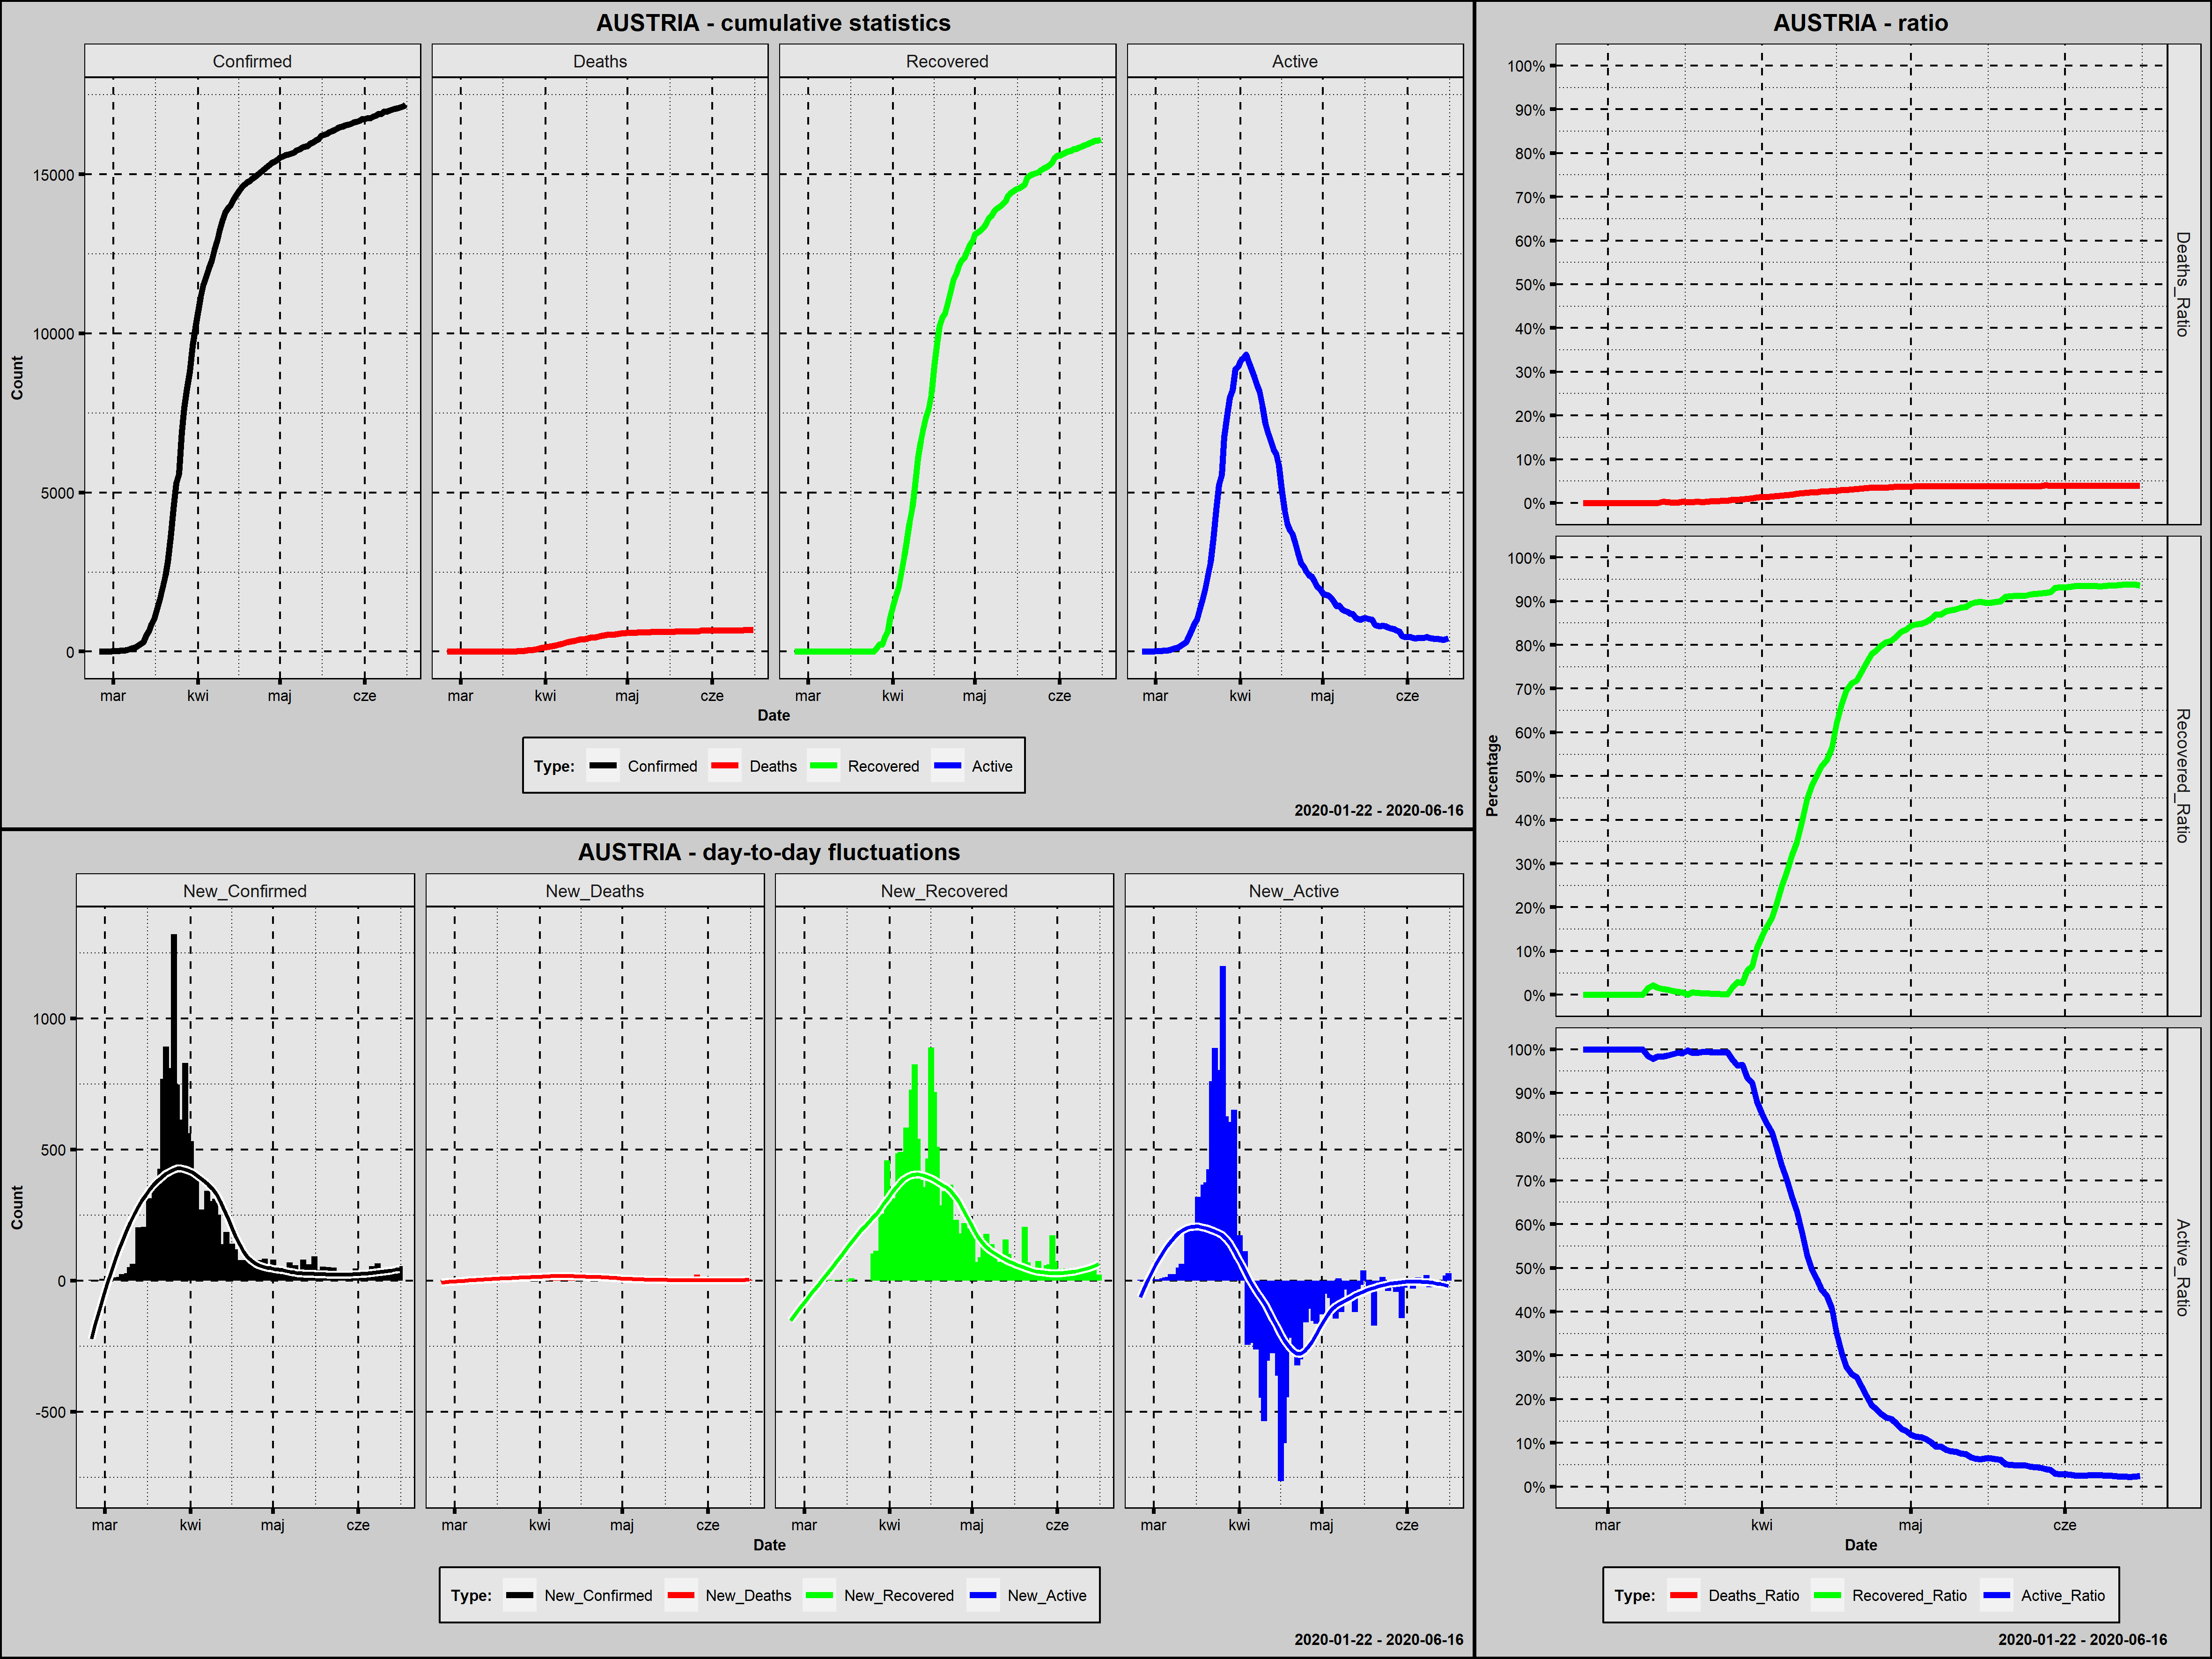 AUSTRIA - cumulative statistics
Confirmed Deaths Recovered Active
Count
15000
10000
5000
0
mar kwi maj cze mar kwi maj cze mar kwi maj cze mar kwi maj cze
Date
Type: Confirmed Deaths Recovered Active
2020-01-22 - 2020-06-16
AUSTRIA - day-to-day fluctuations
New_Confirmed New_Deaths New_Recovered New_Active
Count
1000
500
0
-500
mar kwi maj cze mar kwi maj cze mar kwi maj cze mar kwi maj cze
Date
Type: New_Confirmed New_Deaths New_Recovered New_Active
2020-01-22 - 2020-06-16
AUSTRIA - ratio
Percentage
100%
90%
80%
70%
60%
50%
40%
30%
20%
10%
0%
Deaths_Ratio
100%
90%
80%
70%
60%
50%
40%
30%
20%
10%
0%
Recovered_Ratio
100%
90%
80%
70%
60%
50%
40%
30%
20%
10%
0%
Active_Ratio
mar kwi maj cze
Date
Type: Deaths_Ratio Recovered_Ratio Active_Ratio
2020-01-22 - 2020-06-16